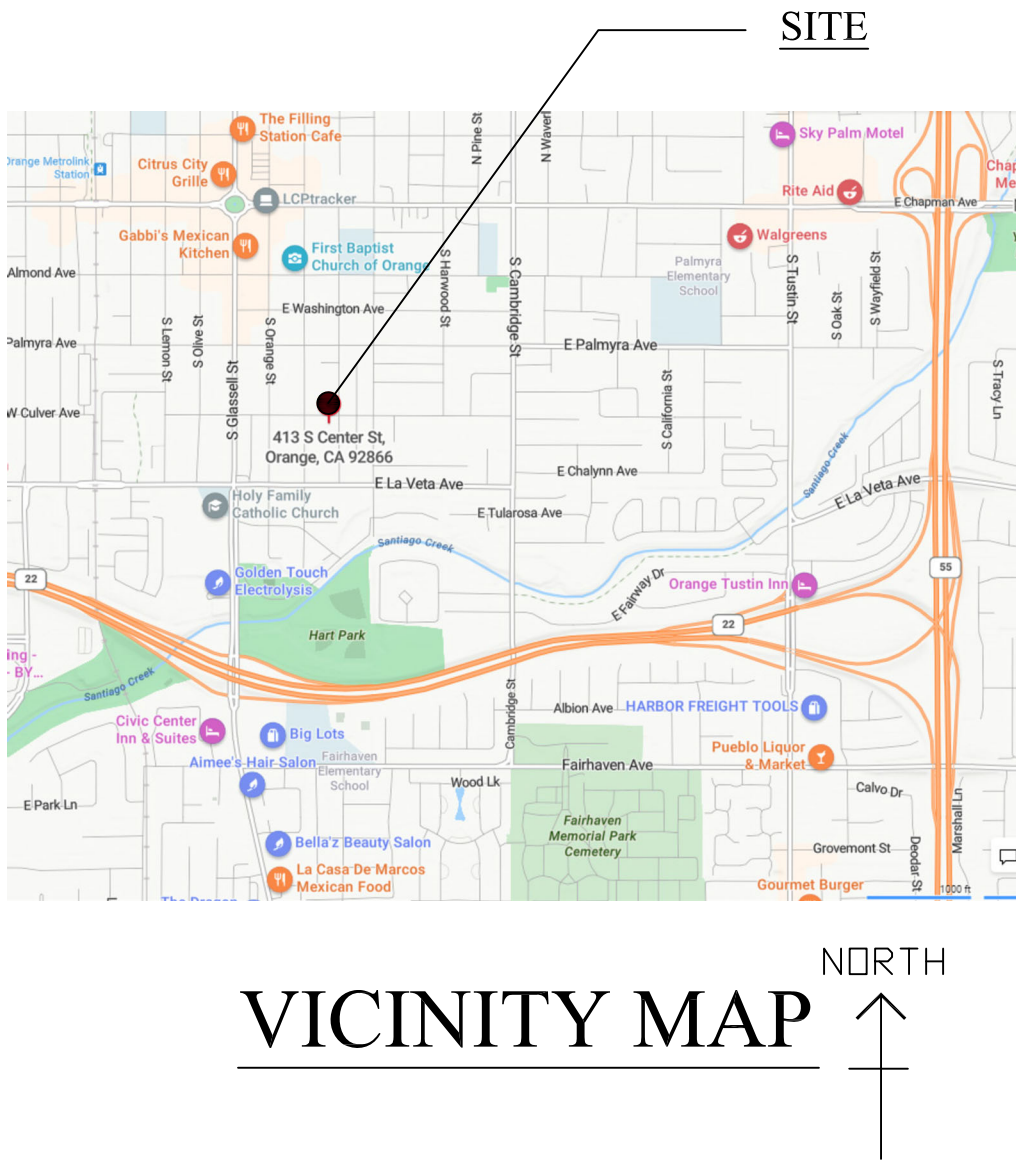 SITE
The Filling
Station Cafe
N Pine St
Sky Palm Motel
Orange Metrolink
Station
Citrus City
Grille
LCPtracker
Rite Aid
E Chapman Ave
Gabbi's Mexican
Kitchen
First Baptist
Church of Orange
Walgreens
Almond Ave
S Harwood St
S Cambridge St
Palmyra
Elementary
School
S Tustin St
S Wayfield St
E Washington Ave
S Oak St
S Lemon St
S Olive St
S Orange St
Palmyra Ave
E Palmyra Ave
S Glassell St
S California St
S Tracy Ln
W Culver Ave
413 S Center St,
Orange, CA 92866
E Chalynn Ave
Santiago Creek
E La Veta Ave
E La Veta Ave
Holy Family
Catholic Church
E Tularosa Ave
Santiago Creek
22
Golden Touch
Electrolysis
E Fairway Dr
Orange Tustin Inn
55
22
Hart Park
Santiago Creek
Cambridge St
Albion Ave
HARBOR FREIGHT TOOLS
Civic Center
Inn & Suites
Big Lots
Aimee's Hair Salon
Fairhaven
Elementary
School
Fairhaven Ave
Pueblo Liquor
& Market
Wood Lk
Calvo Dr
E Park Ln
Marshall Ln
Fairhaven
Memorial Park
Cemetery
Bella'z Beauty Salon
Grovemont St
Deodar St
La Casa De Marcos
Mexican Food
Gourmet Burger
1000 ft
NORTH
VICINITY MAP